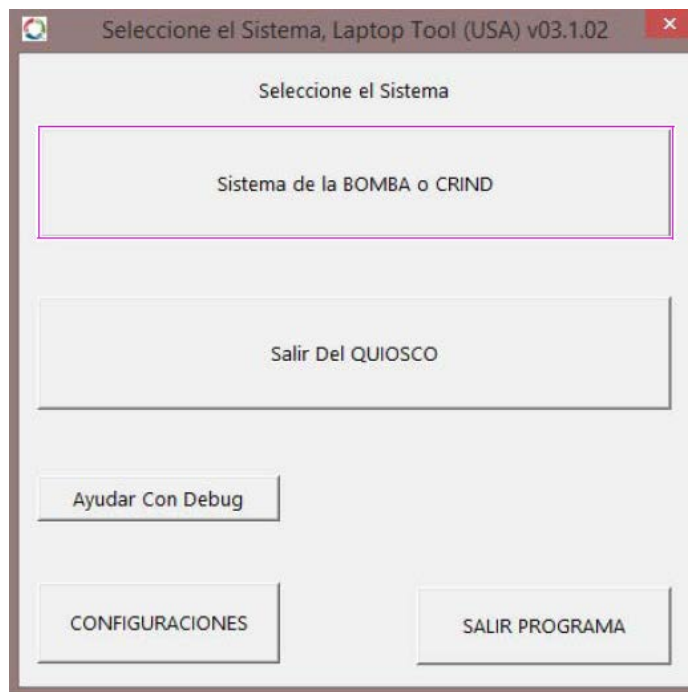 Seleccione el Sistema, Laptop Tool (USA) v03.1.02
Seleccione el Sistema
Sistema de la BOMBA o CRIND
Salir Del QUIOSCO
Ayudar Con Debug
CONFIGURACIONES
SALIR PROGRAMA